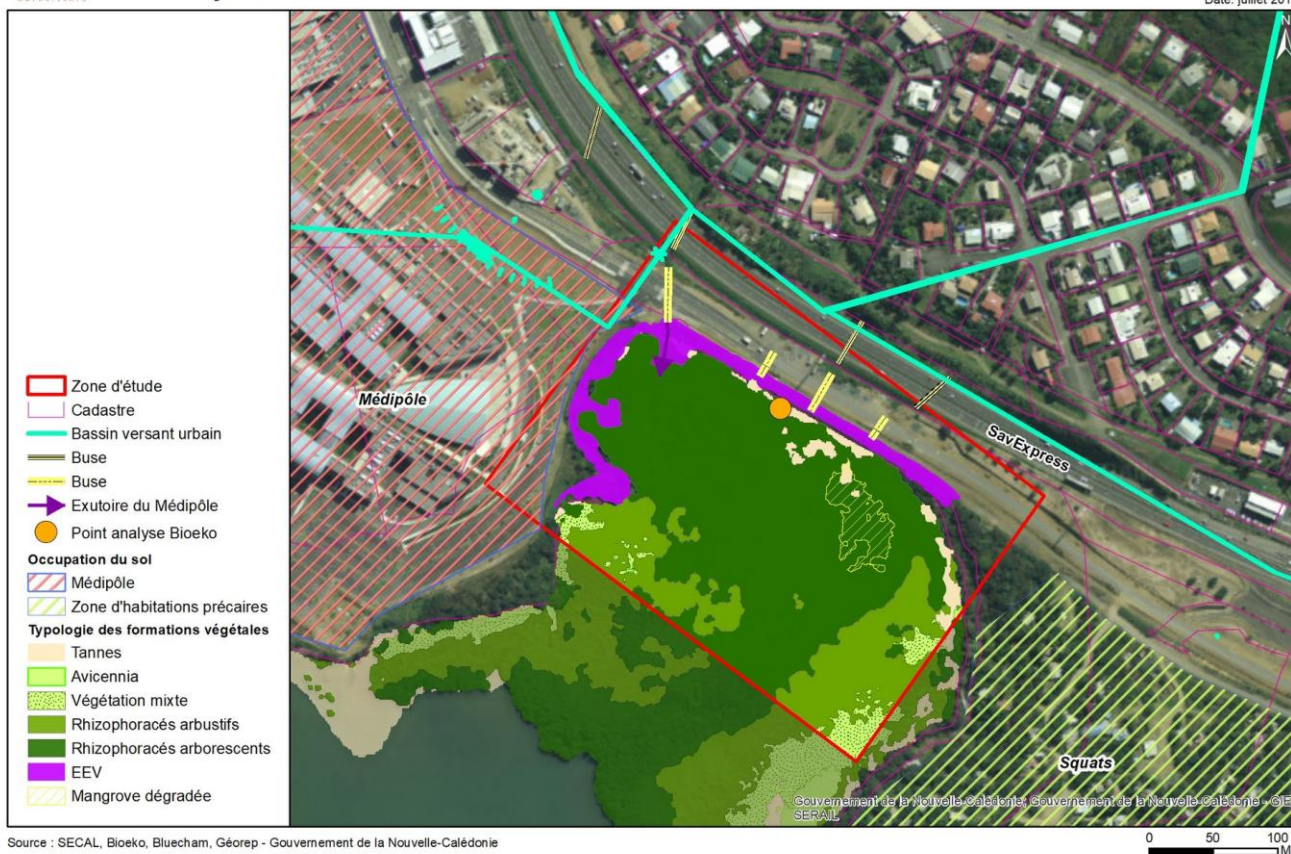 Date: juillet 201
N
Médipôle
SavExpress
Squats
Zone d'étude
Cadastre
Bassin versant urbain
Buse
Buse
Exutoire du Médipôle
Point analyse Bioeko
Occupation du sol
Médipôle
Zone d'habitations précaires
Typologie des formations végétales
Tannes
Avicennia
Végétation mixte
Rhizophoracés arbustifs
Rhizophoracés arborescents
EEV
Mangrove dégradée
Gouvernement de la Nouvelle-Calédonie; Gouvernement de la Nouvelle-Calédonie - GIE
SERAIL
Source : SECAL, Bioeko, Bluecham, Géorep - Gouvernement de la Nouvelle-Calédonie
0 50 100
M